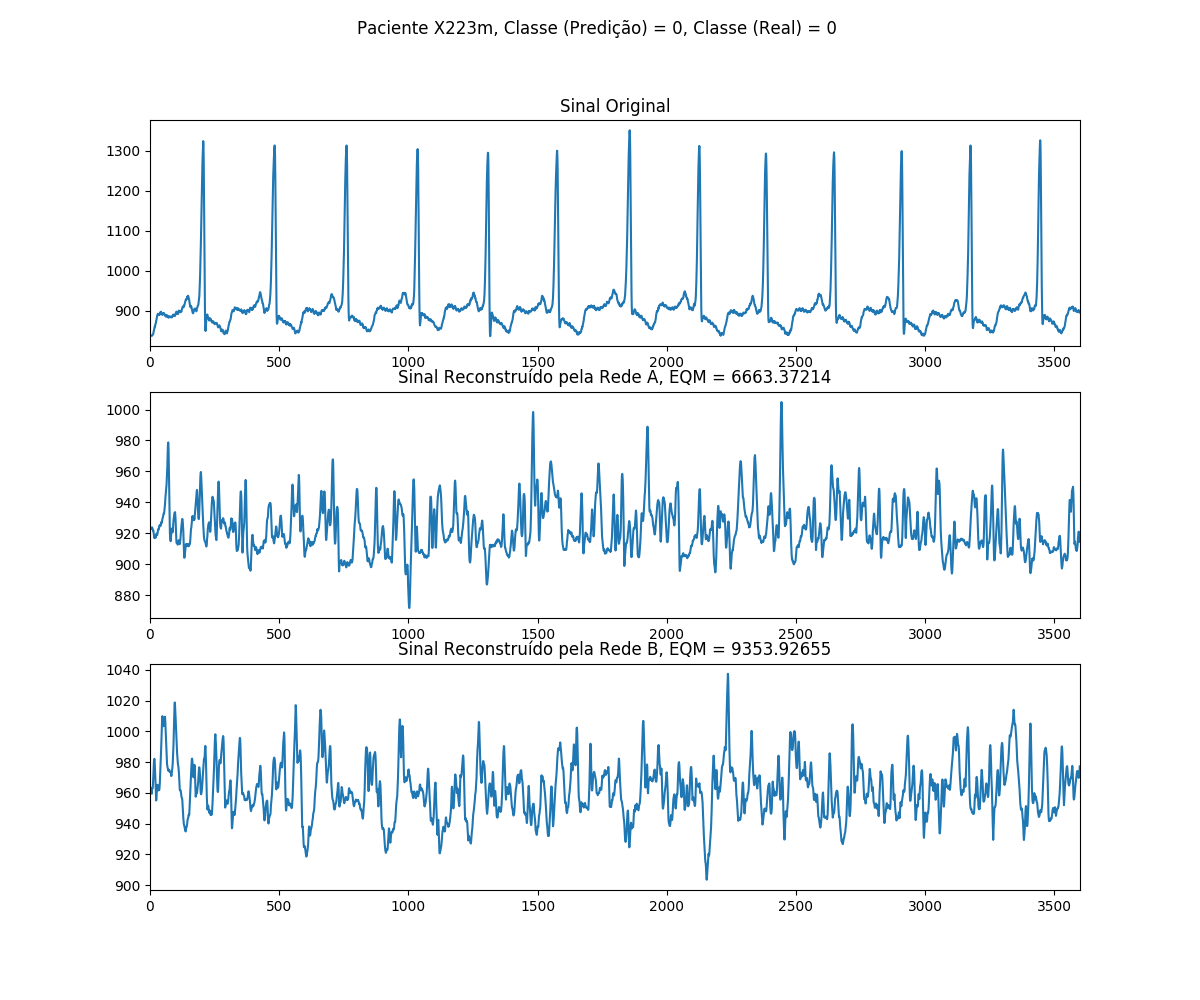 Paciente X223m, Classe (Predição) = 0, Classe (Real) = 0
Sinal Original
1300
1200
1100
1000
900
0 500 1000 1500 2000 2500 3000 3500
Sinal Reconstruído pela Rede A, EQM = 6663.37214
1000
980
960
940
920
900
880
0 500 1000 1500 2000 2500 3000 3500
Sinal Reconstruído pela Rede B, EQM = 9353.92655
1040
1020
1000
980
960
940
920
900
0 500 1000 1500 2000 2500 3000 3500